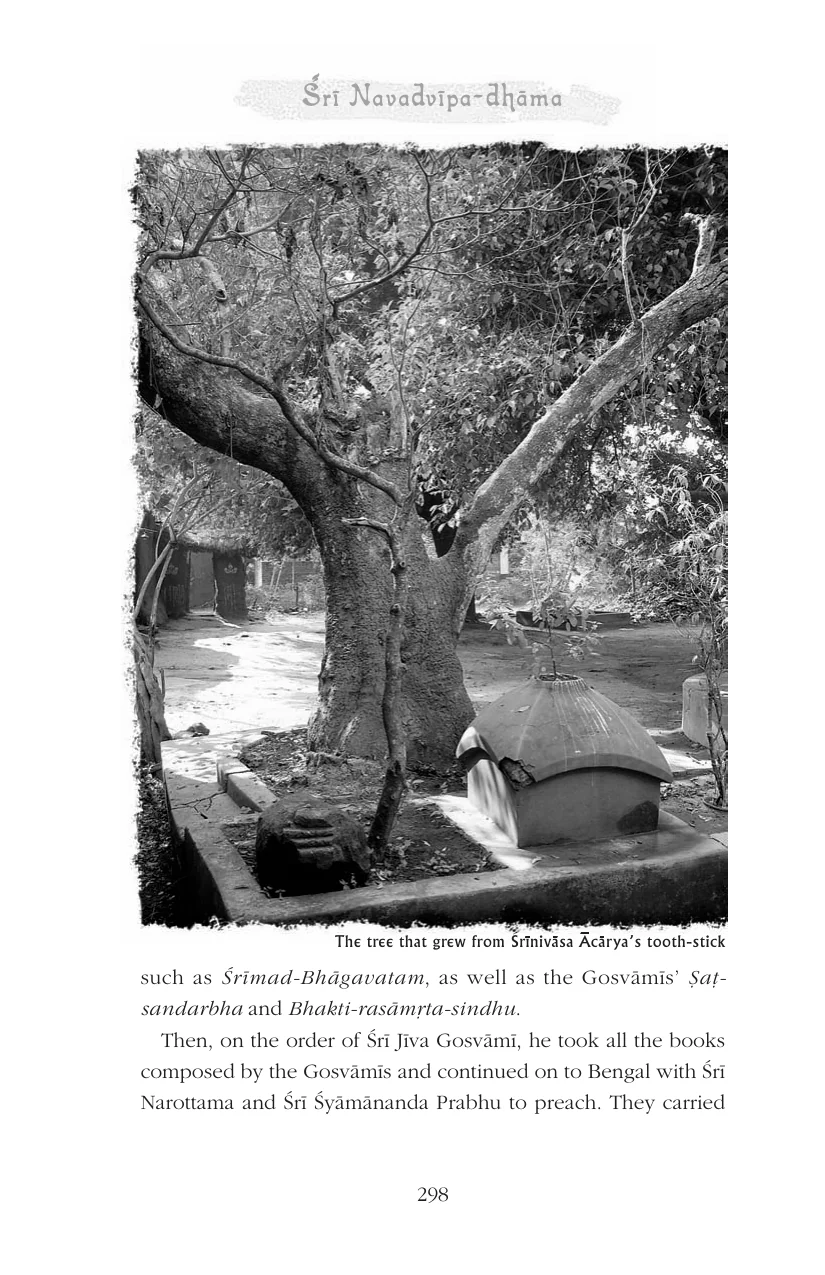 Śrī Navadvīpa-dhāma
The tree that grew from Śrīnivāsa Ācārya's tooth-stick
such as Śrīmad-Bhāgavatam, as well as the Gosvāmīs' Ṣaṭ-
sandarbha and Bhakti-rasāmṛta-sindhu.
Then, on the order of Śrī Jīva Gosvāmī, he took all the books
composed by the Gosvāmīs and continued on to Bengal with Śrī
Narottama and Śrī Śyāmānanda Prabhu to preach. They carried
298